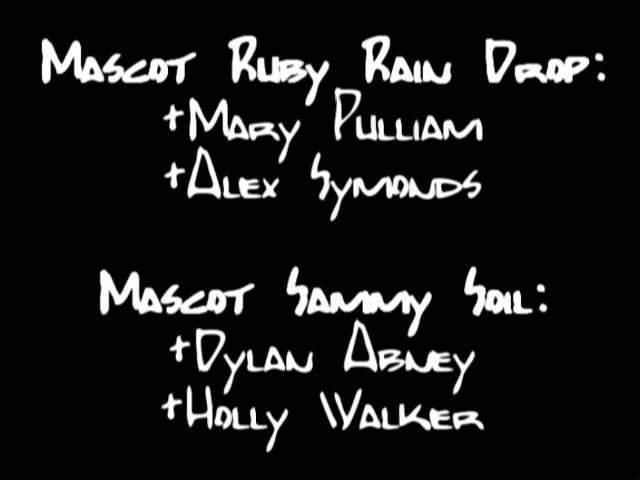 Mascot Ruby Rain Drop:
+Mary Pulliam
+Alex Symonds
Mascot Sammy Soil:
+Dylan Abney
+Holly Walker